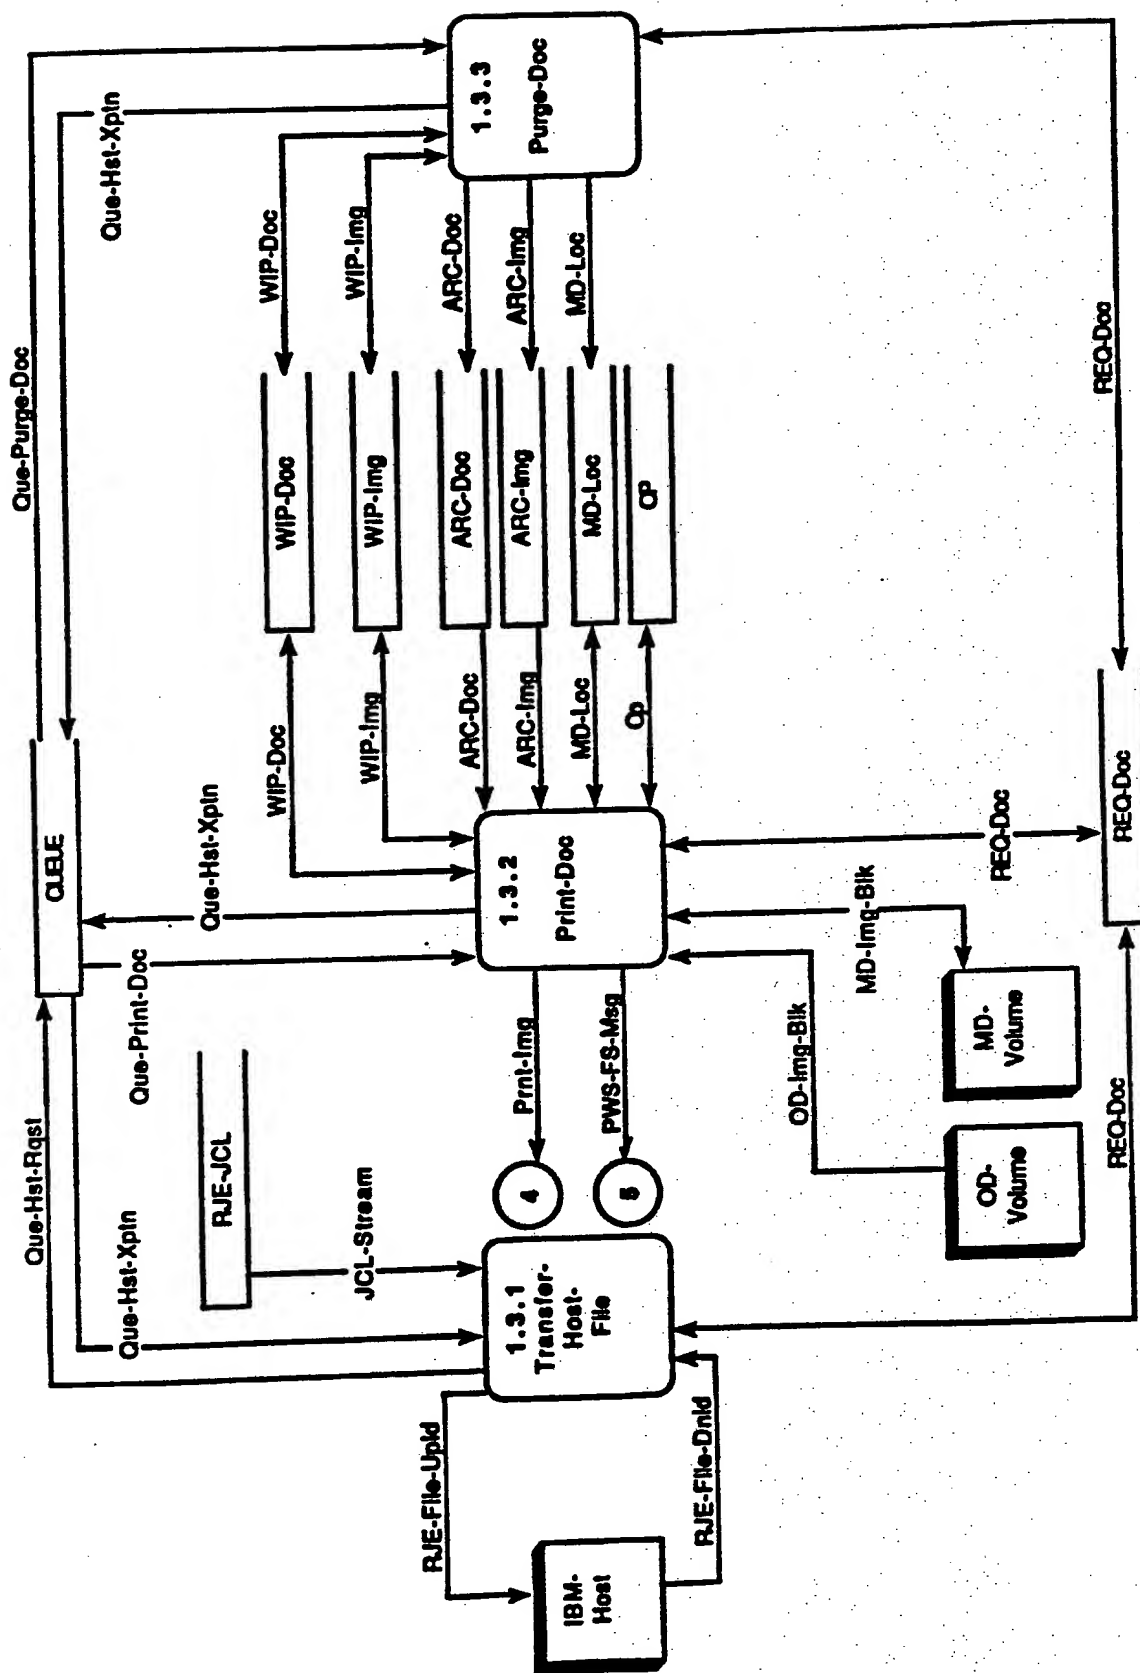 Que-Hst-Rqst
Que-Purge-Doc
QUEUE
Que-Hst-Xptn
Que-Print-Doc
Que-Hst-Xptn
Que-Hst-Xptn
RJE-JCL
WIP-Doc
WIP-Doc
WIP-Doc
JCL-Stream
WIP-Img
WIP-Img
WIP-Img
RJE-File-Upld
ARC-Doc
ARC-Doc
ARC-Doc
1.3.1
Transfer-
Host-
File
4
Prnt-Img
1.3.2
Print-Doc
ARC-Img
ARC-Img
ARC-Img
1.3.3
Purge-Doc
IBM-
Host
MD-Loc
MD-Loc
MD-Loc
5
PWS-FS-Msg
Op
OP
RJE-File-Dnld
OD-Img-Blk
MD-Img-Blk
OD-
Volume
MD-
Volume
REQ-Doc
REQ-Doc
REQ-Doc
REQ-Doc